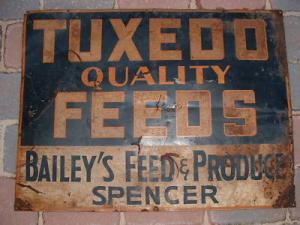 TUXEDO
QUALITY
FEEDS
BAILEY'S FEED & PRODUCE
SPENCER